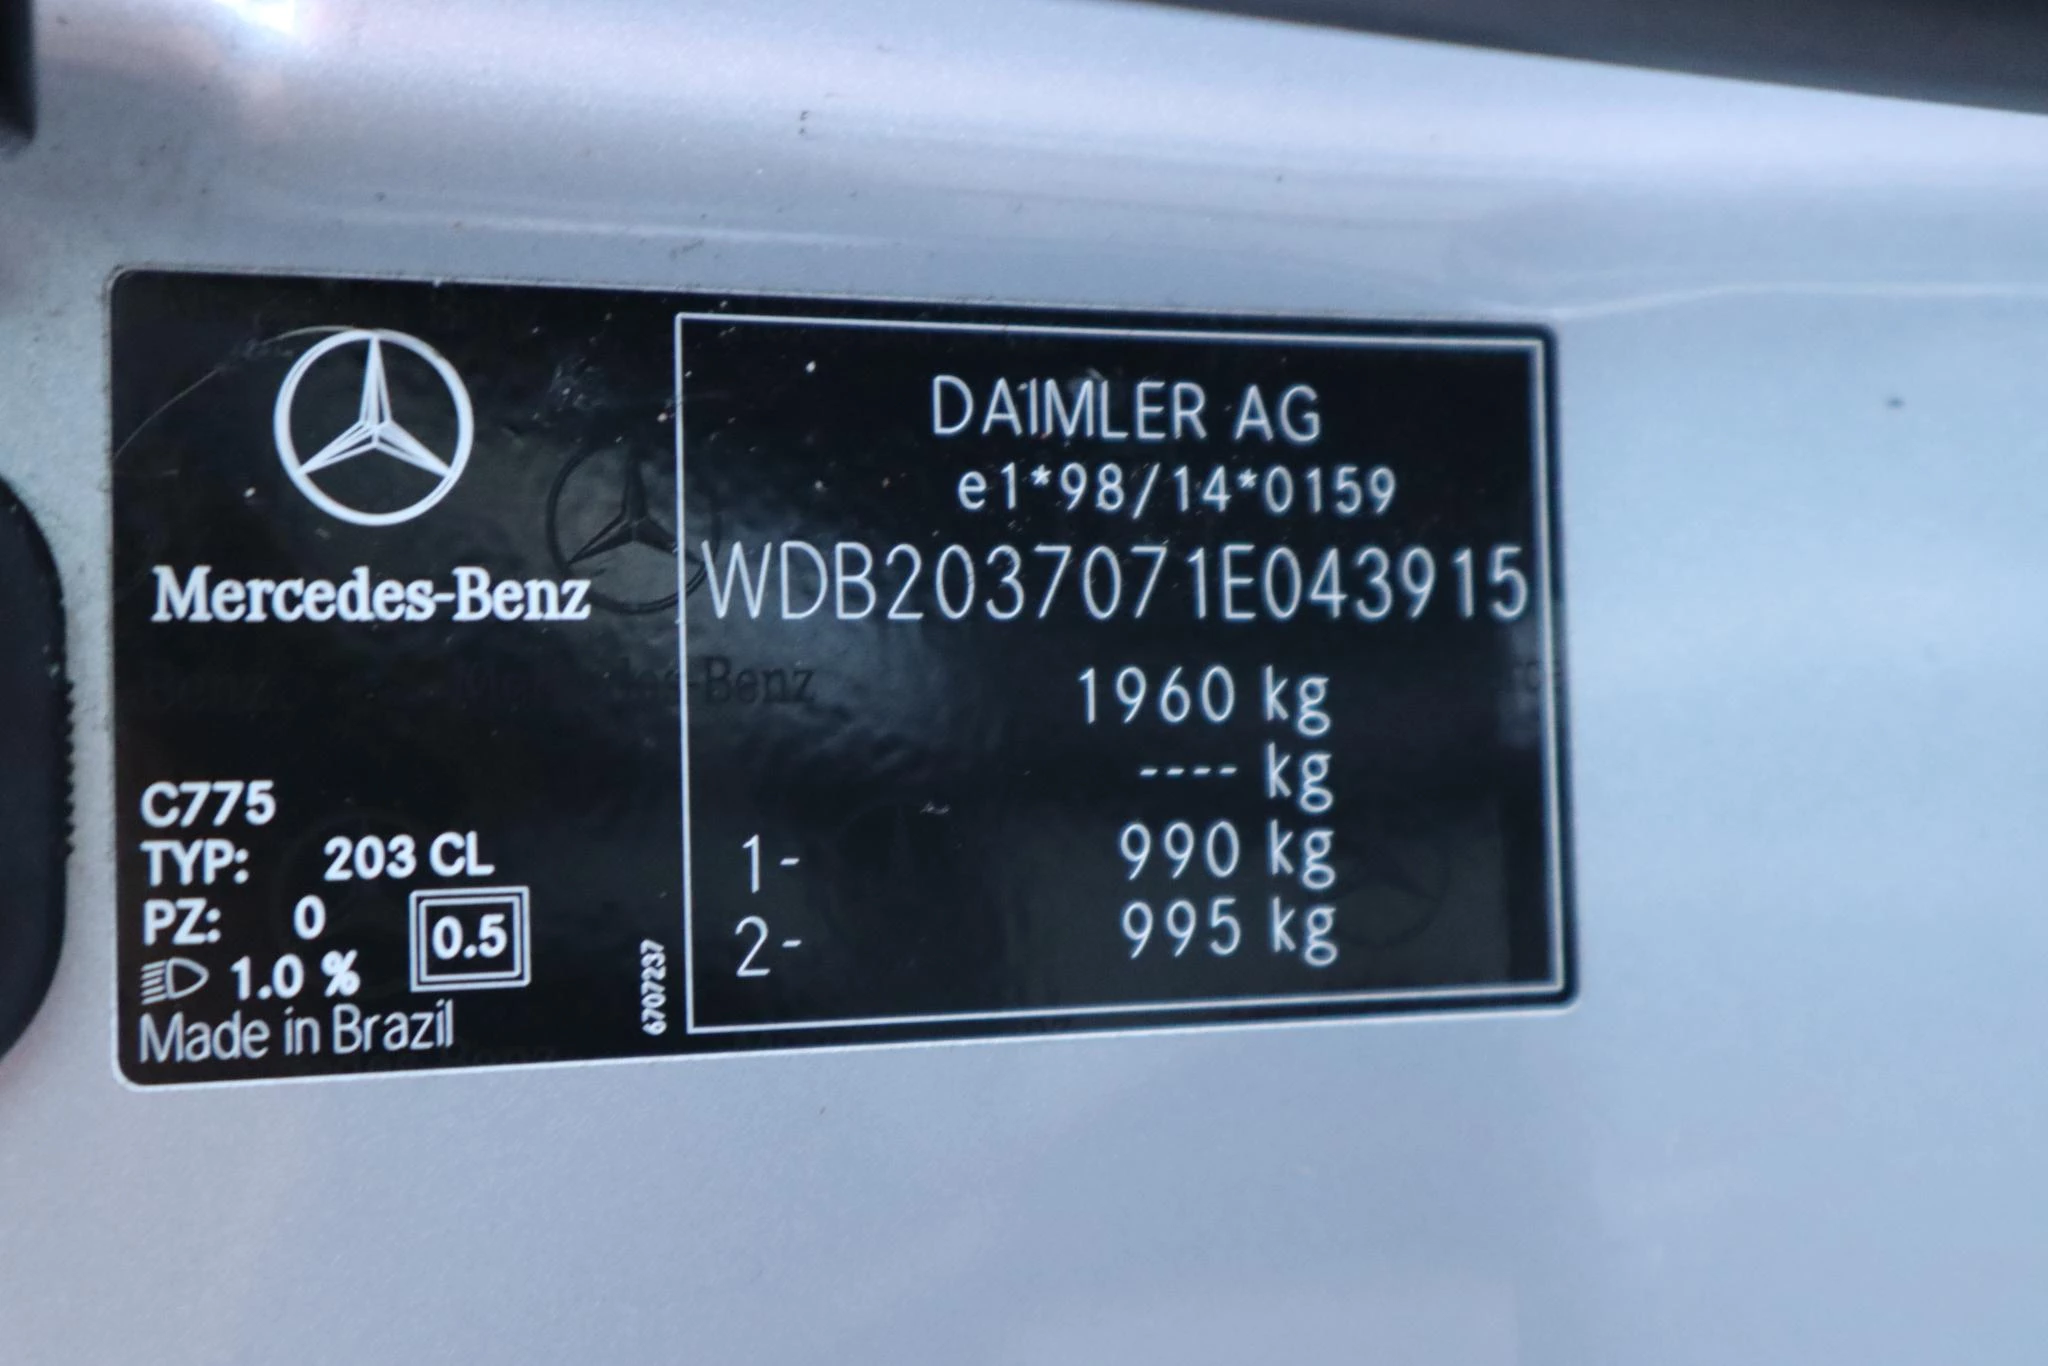 Mercedes-Benz
C775
TYP: 203 CL
PZ: 0
1.0 %
0.5
Made in Brazil
6707237
DAIMLER AG
e1*98/14*0159
WDB2037071E043915
1960 kg
---- kg
1- 990 kg
2- 995 kg